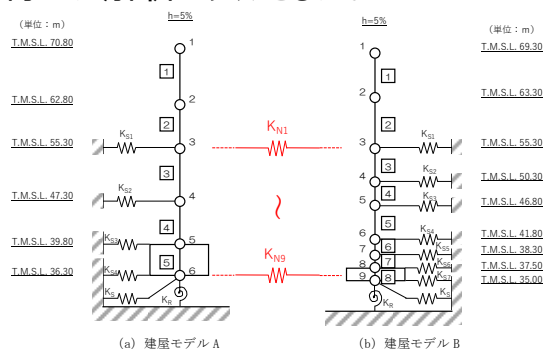 h=5%
h=5%
（単位：m）
（単位：m）
T.M.S.L. 70.80
T.M.S.L. 62.80
T.M.S.L. 55.30
T.M.S.L. 47.30
T.M.S.L. 39.80
T.M.S.L. 36.30
1
2
3
4
5
6
1
2
3
4
5
KS1
KS2
KS3
KS4
KS
KR
KN1
～
KN9
1
2
3
4
5
6
7
8
9
1
2
3
4
5
6
7
8
KS1
KS2
KS3
KS4
KS5
KS6
KS7
KS
KR
T.M.S.L. 69.30
T.M.S.L. 63.30
T.M.S.L. 55.30
T.M.S.L. 50.30
T.M.S.L. 46.80
T.M.S.L. 41.80
T.M.S.L. 38.30
T.M.S.L. 37.50
T.M.S.L. 35.00
(a) 建屋モデル A
(b) 建屋モデル B